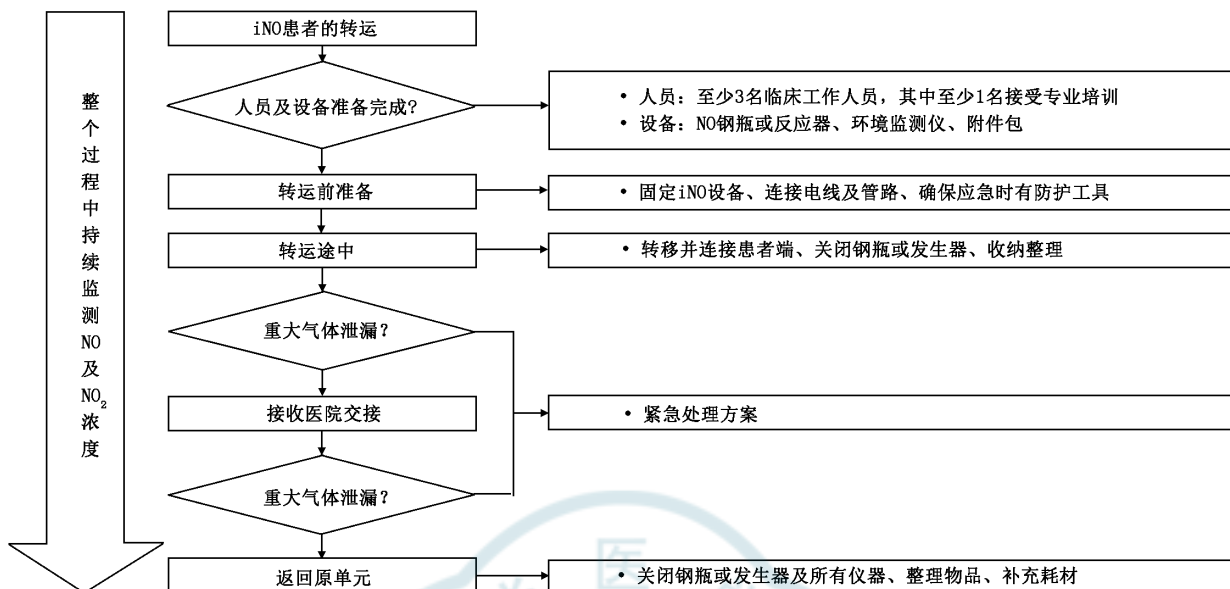 iNO患者的转运
人员及设备准备完成?
• 人员: 至少3名临床工作人员, 其中至少1名接受专业培训
• 设备: NO钢瓶或反应器、环境监测仪、附件包
转运前准备
• 固定iNO设备、连接电线及管路、确保应急时有防护工具
转运途中
• 转移并连接患者端、关闭钢瓶或发生器、收纳整理
重大气体泄漏?
接收医院交接
• 紧急处理方案
重大气体泄漏?
返回原单元
• 关闭钢瓶或发生器及所有仪器、整理物品、补充耗材
整个过程中持续监测NO及NO₂浓度
医